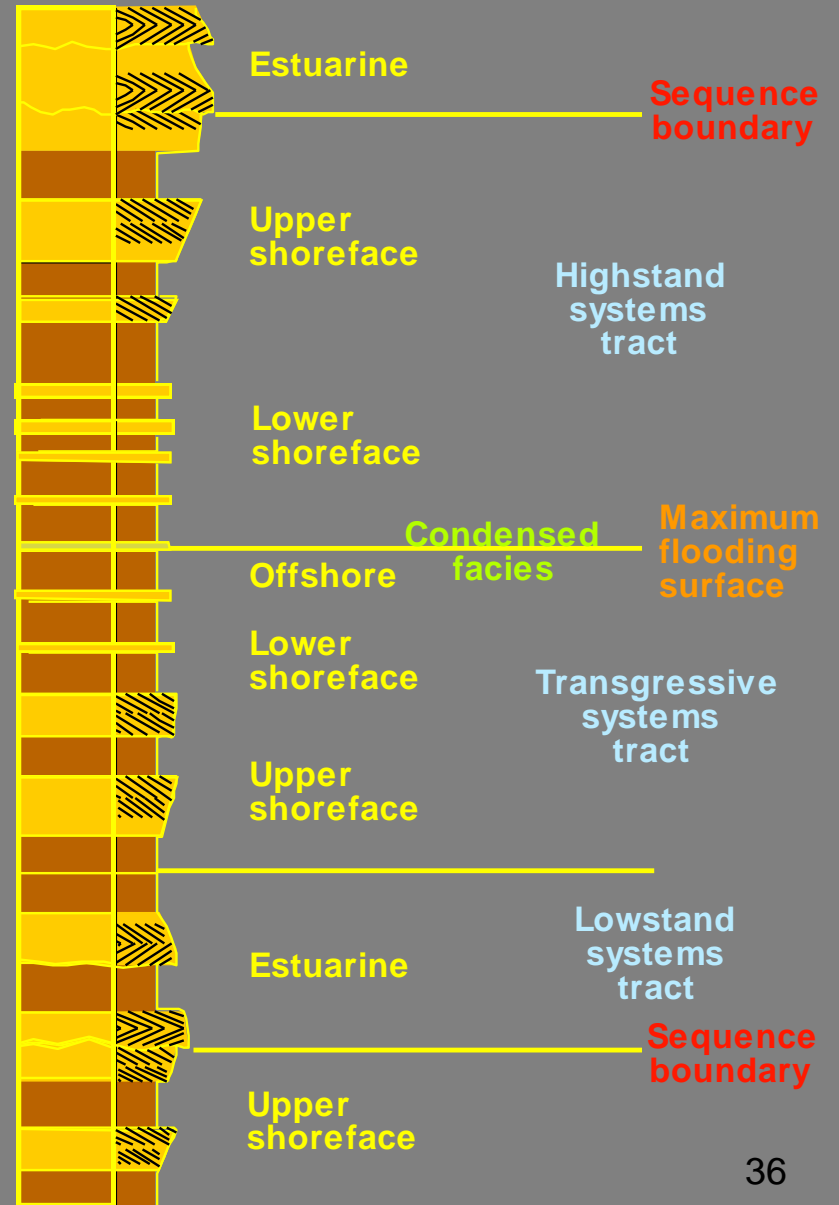 Estuarine
Sequence
boundary
Upper
shoreface
Highstand
systems
tract
Lower
shoreface
Condensed
facies
Maximum
flooding
surface
Offshore
Lower
shoreface
Transgressive
systems
tract
Upper
shoreface
Lowstand
systems
tract
Estuarine
Sequence
boundary
Upper
shoreface
36